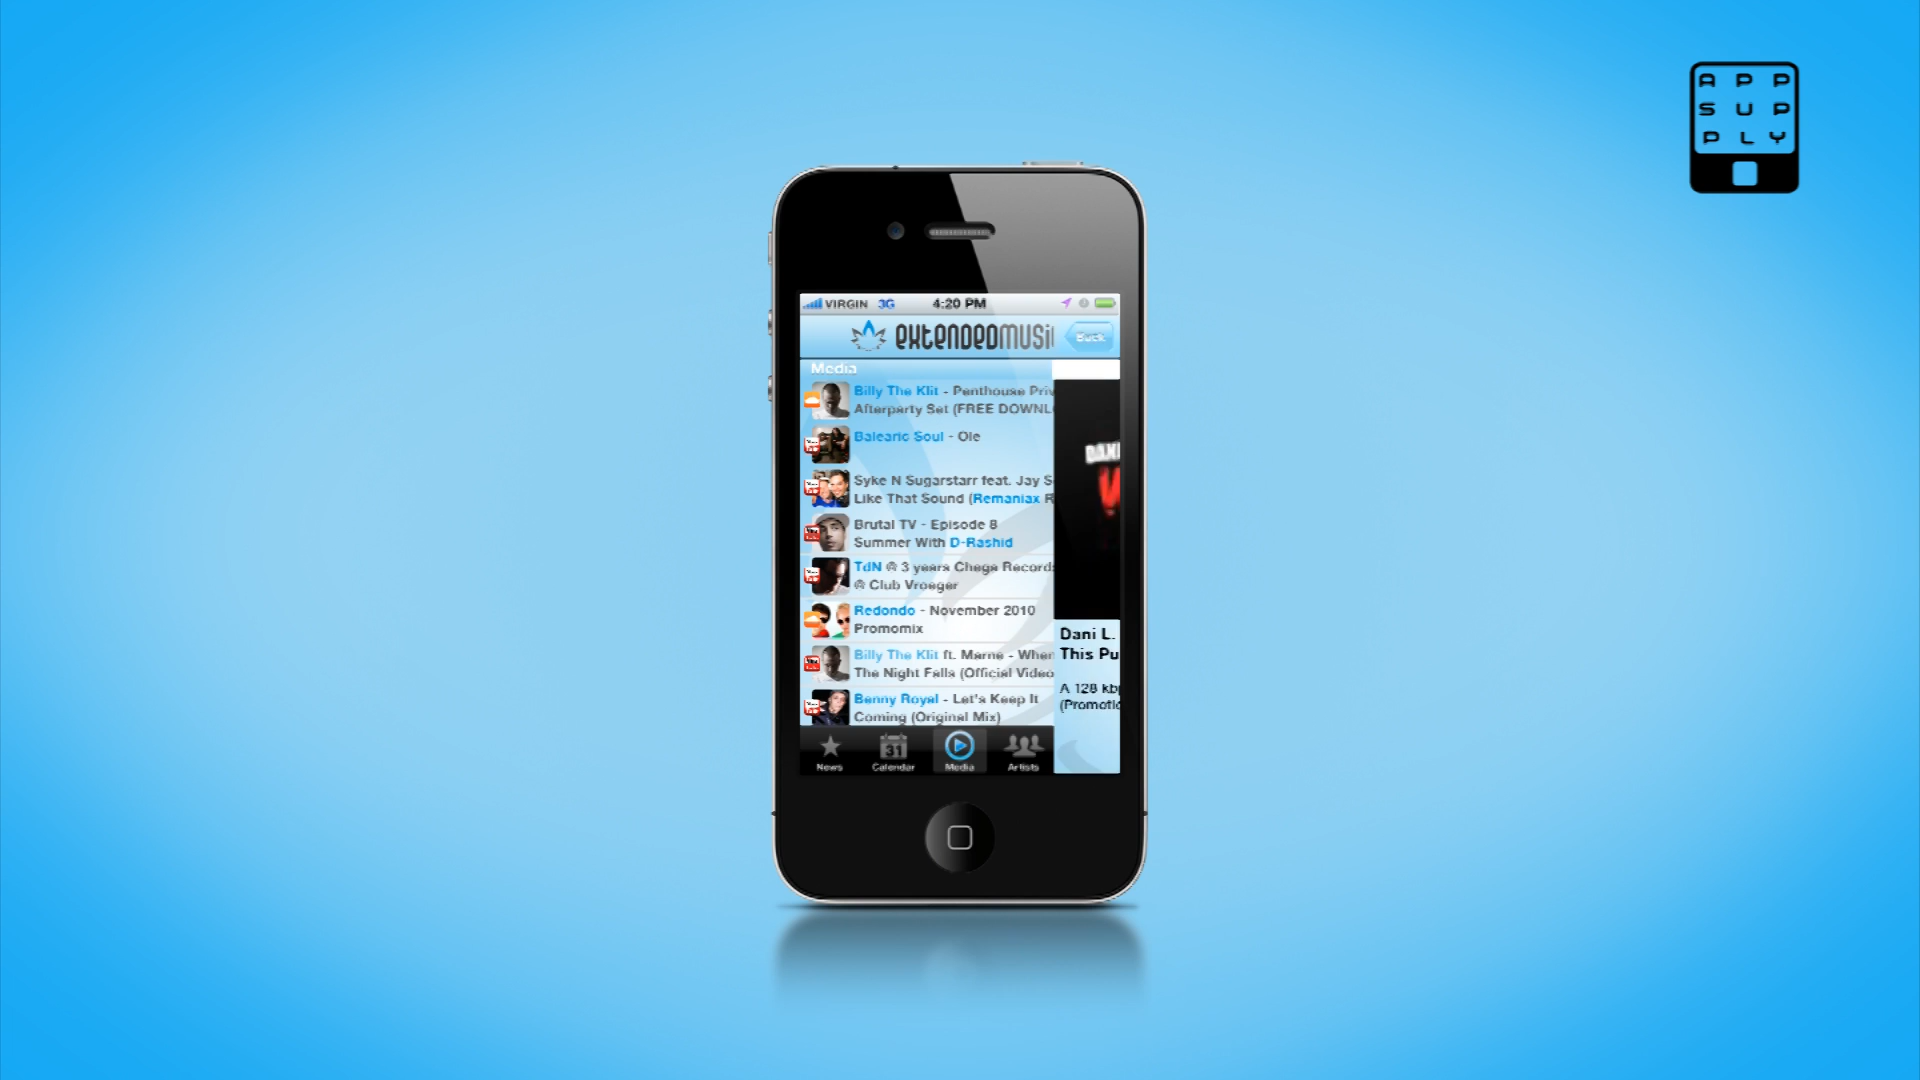 APP
SUP
PLY
VIRGIN 3G 4:20 PM
extendedmusi
Back
Media
Billy The Klit - Penthouse Priv
Afterparty Set (FREE DOWNL
Balearic Soul - Ole
Syke N Sugarstarr feat. Jay S
Like That Sound (Remaniax R
Brutal TV - Episode 8
Summer With D-Rashid
TdN @ 3 years Chega Records
@ Club Vroeger
Redondo - November 2010
Promomix
Billy The Klit ft. Marne - When
The Night Falls (Official Video
Benny Royal - Let's Keep It
Coming (Original Mix)
DANI
Dani L.
This Pu
A 128 kbp
(Promotio
31
News Calendar Media Artists